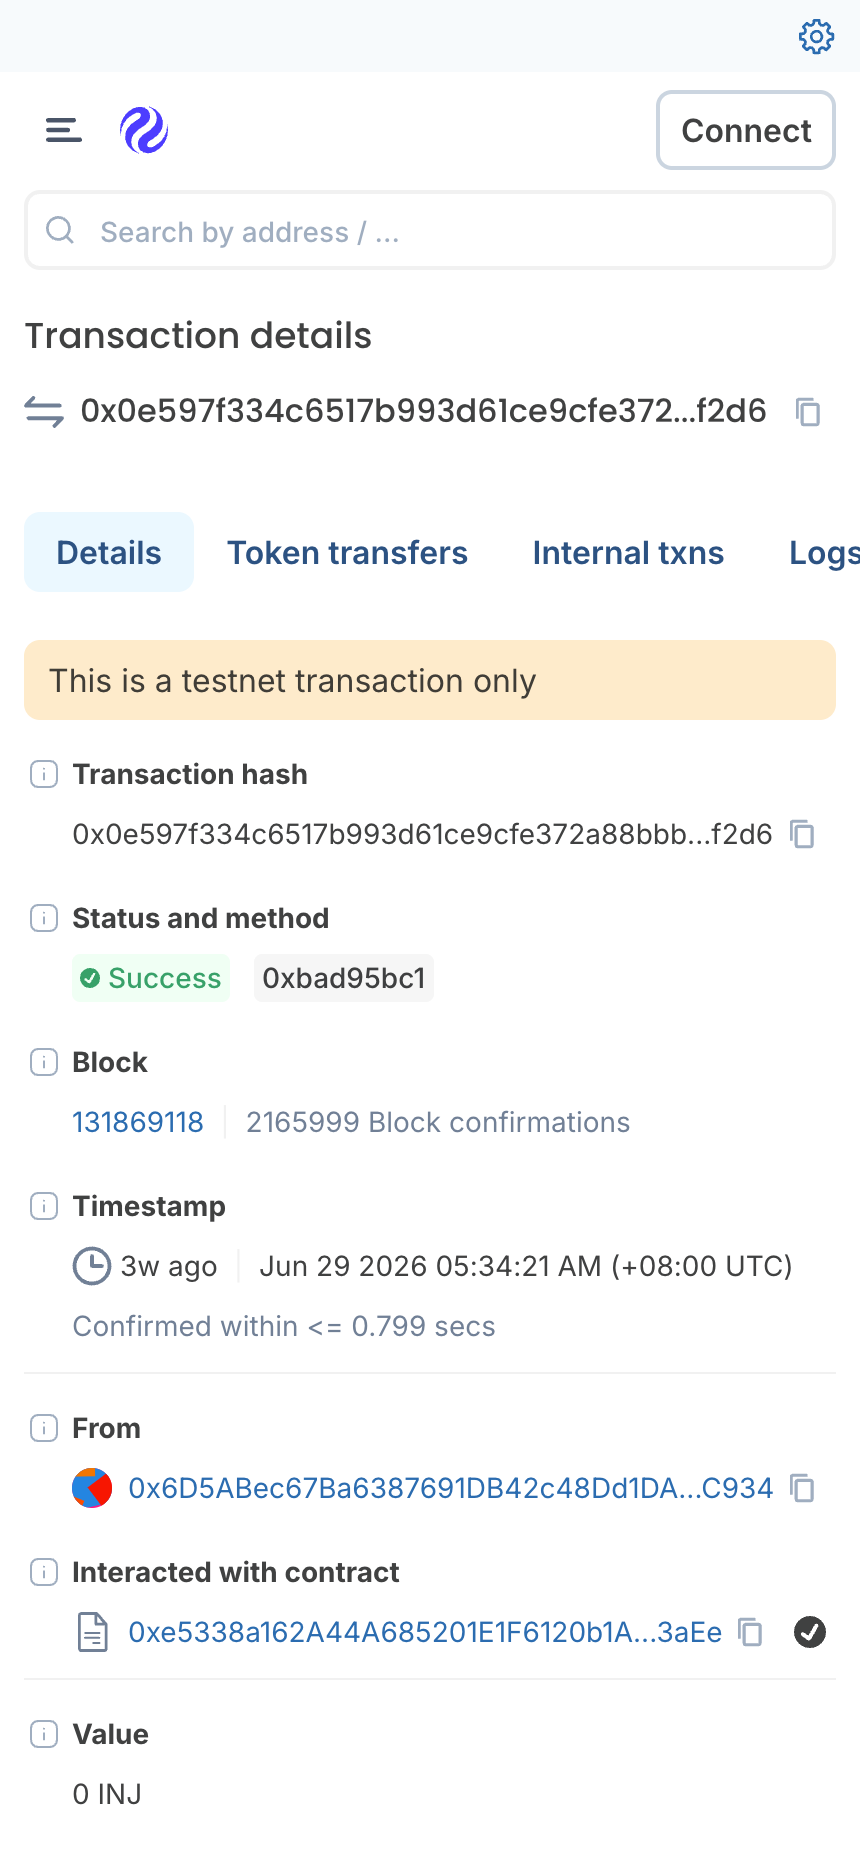 Connect
Search by address / ...
Transaction details
0x0e597f334c6517b993d61ce9cfe372...f2d6
Details Token transfers Internal txns Logs
This is a testnet transaction only
Transaction hash
0x0e597f334c6517b993d61ce9cfe372a88bbb...f2d6
Status and method
Success 0xbad95bc1
Block
131869118 2165999 Block confirmations
Timestamp
3w ago Jun 29 2026 05:34:21 AM (+08:00 UTC)
Confirmed within <= 0.799 secs
From
0x6D5ABec67Ba6387691DB42c48Dd1DA...C934
Interacted with contract
0xe5338a162A44A685201E1F6120b1A...3aEe
Value
0 INJ